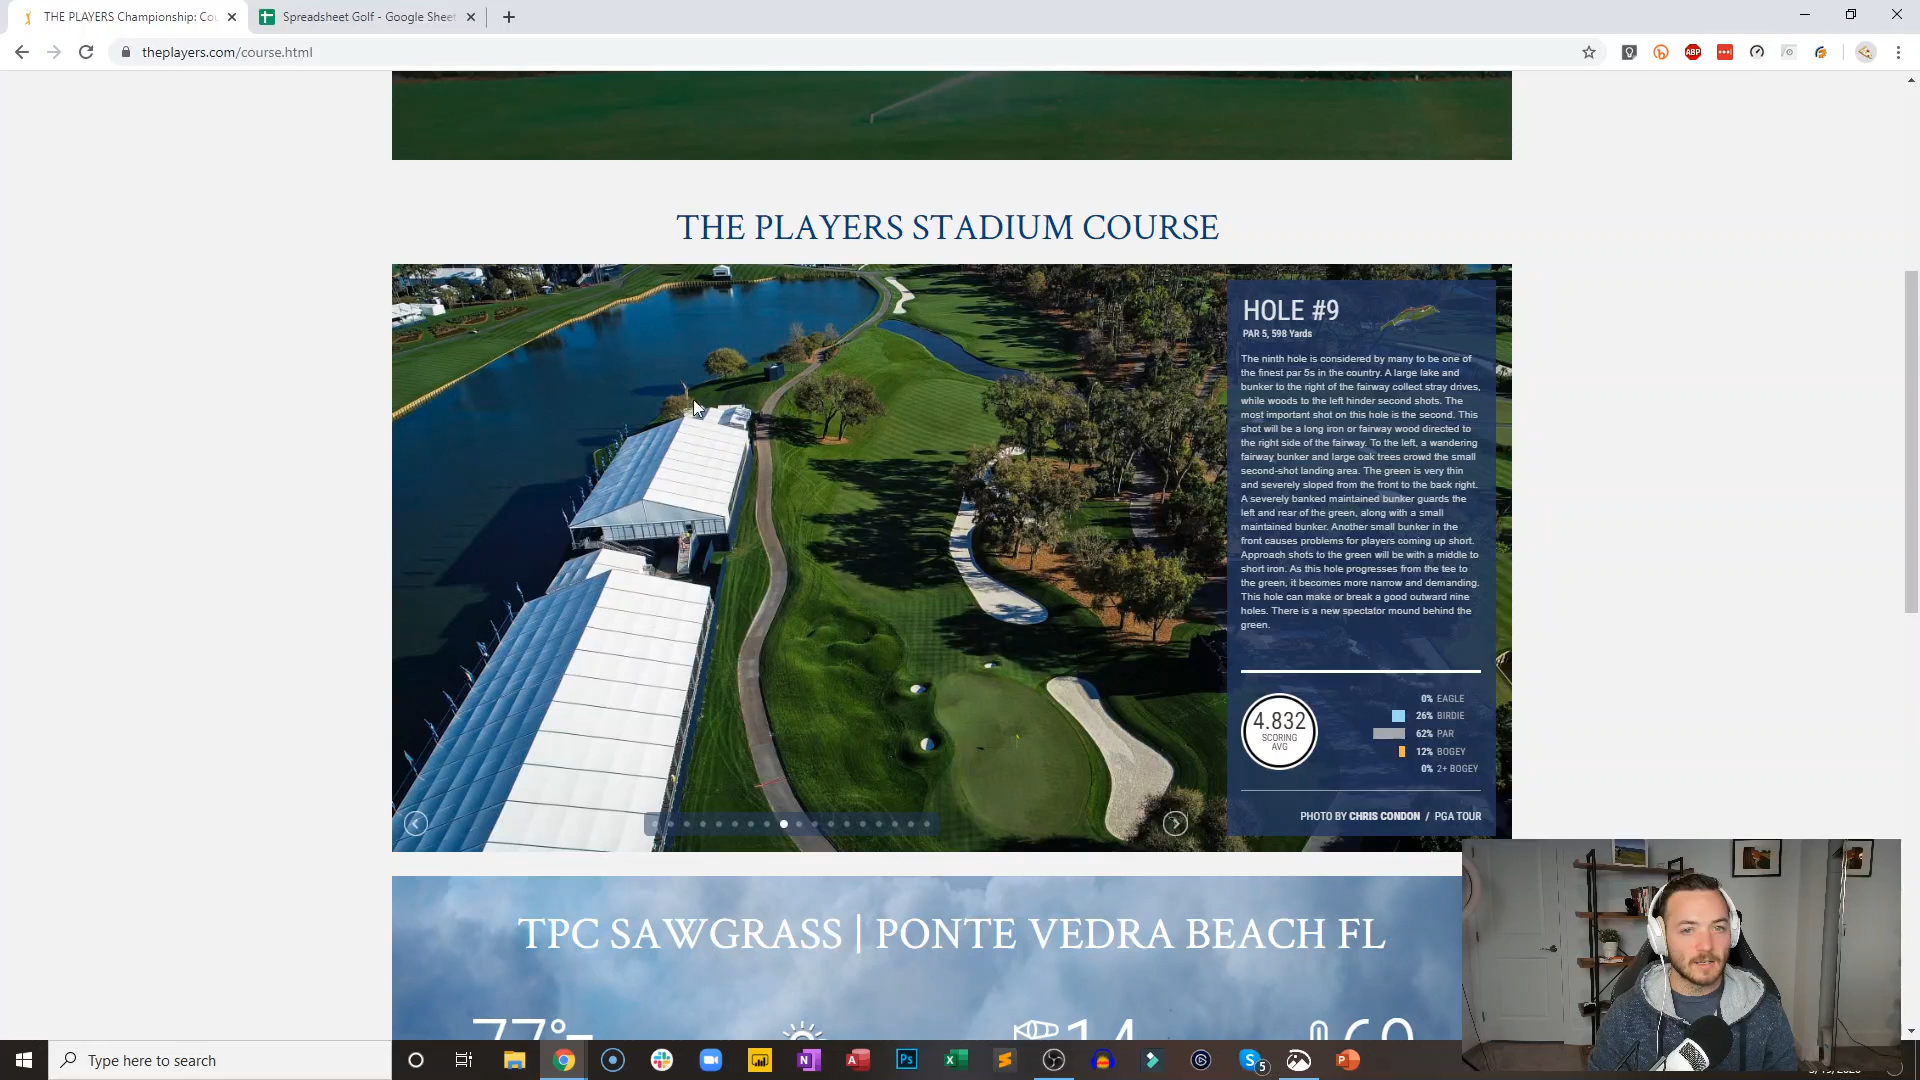 THE PLAYERS Championship: Co
Spreadsheet Golf - Google Sheet
theplayers.com/course.html
ABP
THE PLAYERS STADIUM COURSE
HOLE #9
PAR 5, 598 Yards
The ninth hole is considered by many to be one of
the finest par 5s in the country. A large lake and
bunker to the right of the fairway collect stray drives,
while woods to the left hinder second shots. The
most important shot on this hole is the second. This
shot will be a long iron or fairway wood directed to
the right side of the fairway. To the left, a wandering
fairway bunker and large oak trees crowd the small
second-shot landing area. The green is very thin
and severely sloped from the front to the back right.
A severely banked maintained bunker guards the
left and rear of the green, along with a small
maintained bunker. Another small bunker in the
front causes problems for players coming up short.
Approach shots to the green will be with a middle to
short iron. As this hole progresses from the tee to
the green, it becomes more narrow and demanding.
This hole can make or break a good outward nine
holes. There is a new spectator mound behind the
green.
4.832
SCORING
AVG
0% EAGLE
26% BIRDIE
62% PAR
12% BOGEY
0% 2+ BOGEY
PHOTO BY CHRIS CONDON / PGA TOUR
TPC SAWGRASS | PONTE VEDRA BEACH FL
Type here to search